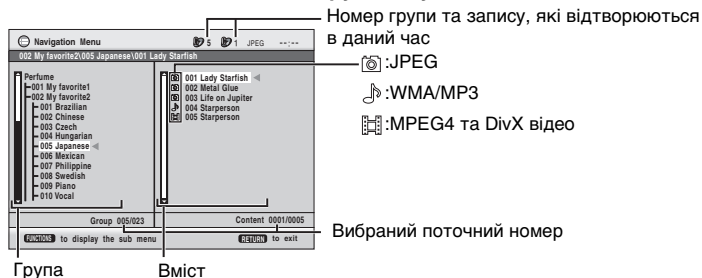 Номер групи та запису, які відтворюються
в даний час
Navigation Menu 5 1 JPEG --:--
002 My favorite2\005 Japanese\001 Lady Starfish
:JPEG
:WMA/MP3
:MPEG4 та DivX відео
Perfume
001 My favorite1
002 My favorite2
001 Brazilian
002 Chinese
003 Czech
004 Hungarian
005 Japanese
006 Mexican
007 Philippine
008 Swedish
009 Piano
010 Vocal
001 Lady Starfish
002 Metal Glue
003 Life on Jupiter
004 Starperson
005 Starperson
Group 005/023
Content 0001/0005
Вибраний поточний номер
FUNCTIONS to display the sub menu
RETURN to exit
Група
Вміст